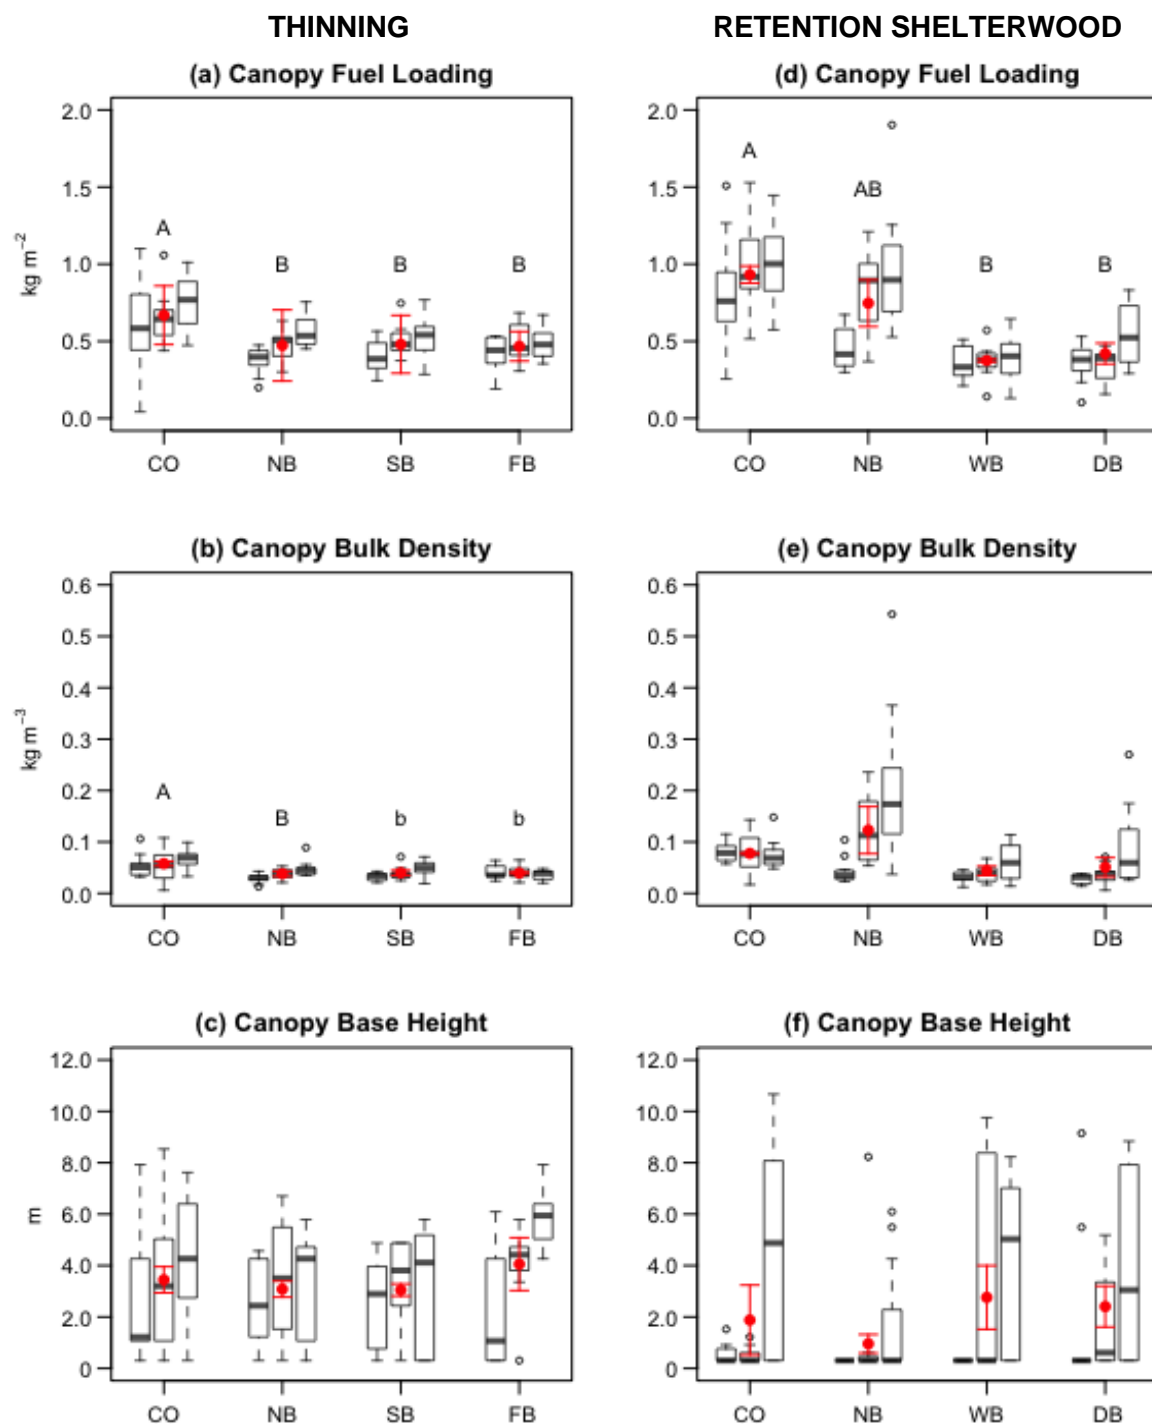 THINNING
RETENTION SHELTERWOOD
(a) Canopy Fuel Loading
(d) Canopy Fuel Loading
2.0
1.5
1.0
0.5
0.0
kg m⁻²
A
B
B
B
CO NB SB FB
2.0
1.5
1.0
0.5
0.0
A
AB
B
B
CO NB WB DB
(b) Canopy Bulk Density
(e) Canopy Bulk Density
0.6
0.5
0.4
0.3
0.2
0.1
0.0
kg m⁻³
A
B
b
b
CO NB SB FB
0.6
0.5
0.4
0.3
0.2
0.1
0.0
CO NB WB DB
(c) Canopy Base Height
(f) Canopy Base Height
12.0
10.0
8.0
6.0
4.0
2.0
0
m
CO NB SB FB
12.0
10.0
8.0
6.0
4.0
2.0
0
CO NB WB DB